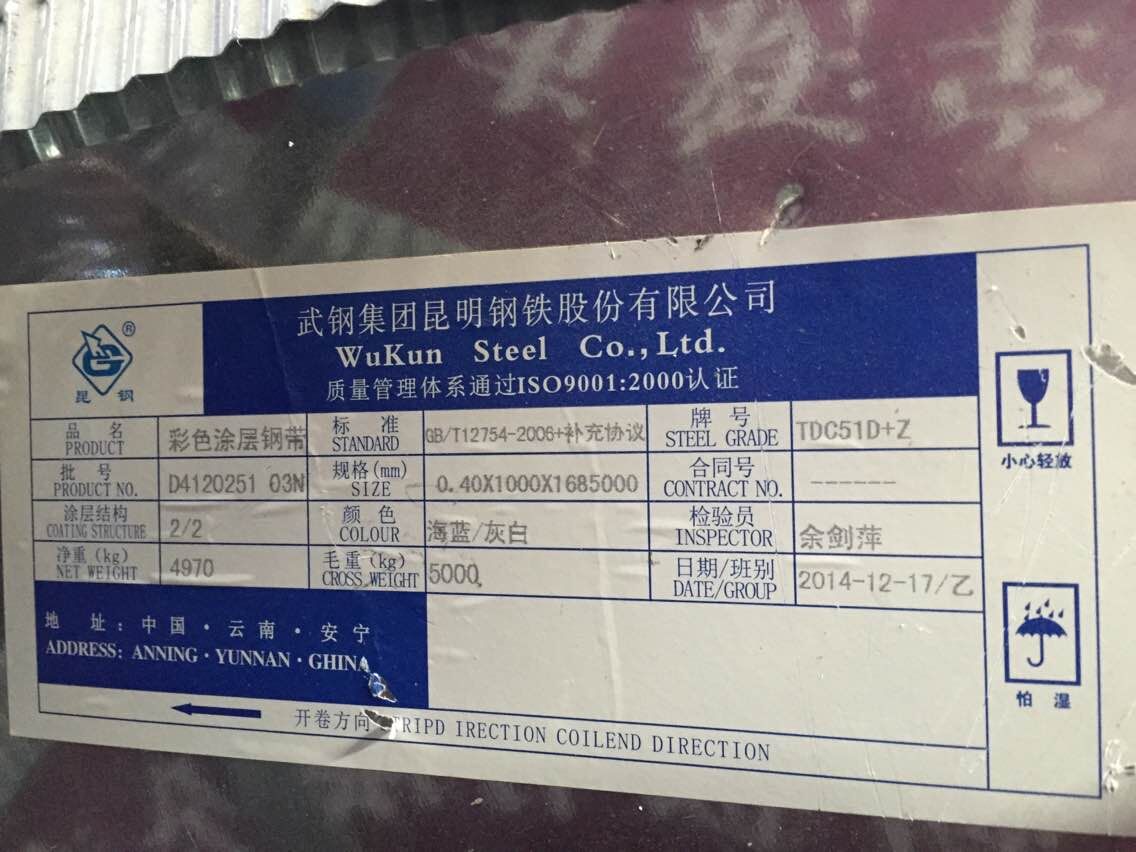 武钢集团昆明钢铁股份有限公司
WuKun Steel Co.,Ltd.
质量管理体系通过ISO9001:2000认证
®
昆 钢
品 名 彩色涂层钢带 标 准 GB/T12754-2006+补充协议 牌 号 TDC51D+Z
PRODUCT STANDARD STEEL GRADE
批 号 D4120251 03N 规格(mm) 0.40X1000X1685000 合同号 ------
PRODUCT NO. SIZE CONTRACT NO.
涂层结构 2/2 颜 色 海蓝/灰白 检验员 余剑萍
COATING STRUCTURE COLOUR INSPECTOR
净重(kg) 4970 毛重(kg) 5000 日期/班别 2014-12-17/乙
NET WEIGHT CROSS WEIGHT DATE/GROUP
地 址：中国·云南·安宁
ADDRESS: ANNING·YUNNAN·GHINA
开卷方向 TRIPD IRECTION COILEND DIRECTION
小心轻放
怕 湿